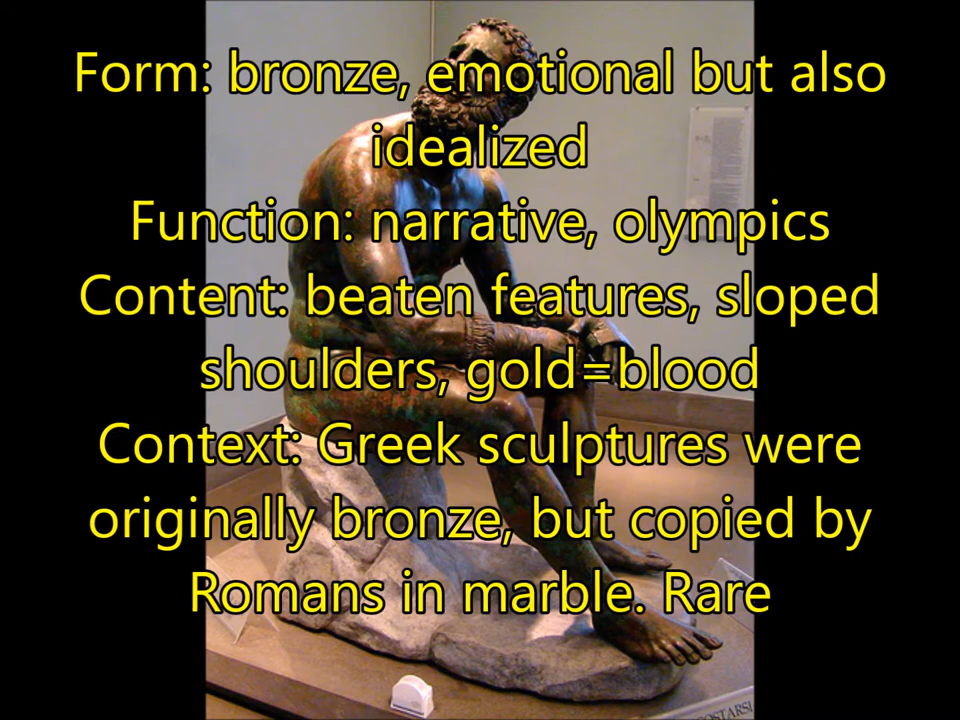 Form: bronze, emotional but also
idealized
Function: narrative, olympics
Content: beaten features, sloped
shoulders, gold=blood
Context: Greek sculptures were
originally bronze, but copied by
Romans in marble. Rare